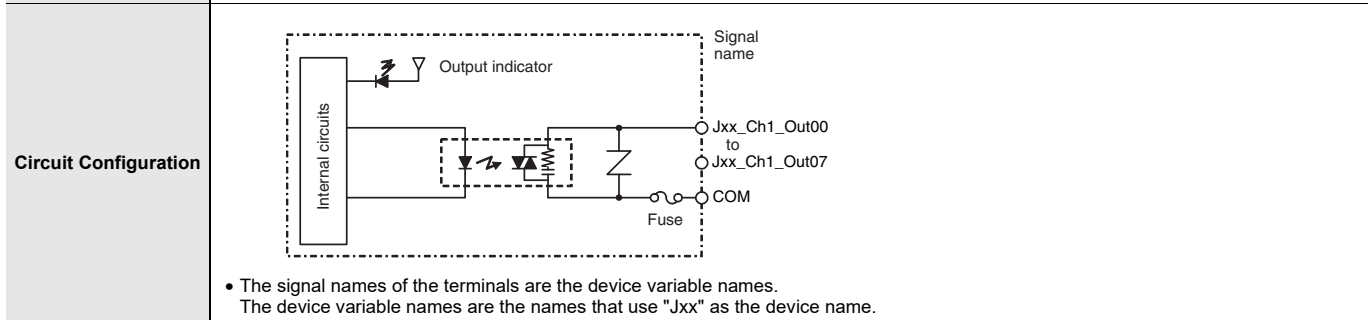 Circuit Configuration
Signal
name
Output indicator
Internal circuits
Jxx_Ch1_Out00
to
Jxx_Ch1_Out07
COM
Fuse
• The signal names of the terminals are the device variable names.
The device variable names are the names that use "Jxx" as the device name.